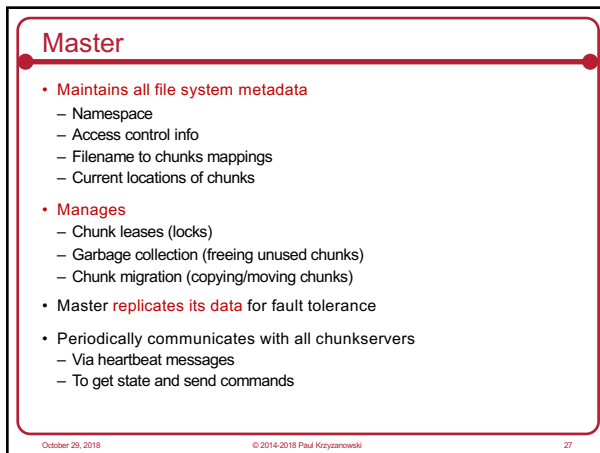 Master
• Maintains all file system metadata
– Namespace
– Access control info
– Filename to chunks mappings
– Current locations of chunks
• Manages
– Chunk leases (locks)
– Garbage collection (freeing unused chunks)
– Chunk migration (copying/moving chunks)
• Master replicates its data for fault tolerance
• Periodically communicates with all chunkservers
– Via heartbeat messages
– To get state and send commands
October 29, 2018 © 2014-2018 Paul Krzyzanowski 27